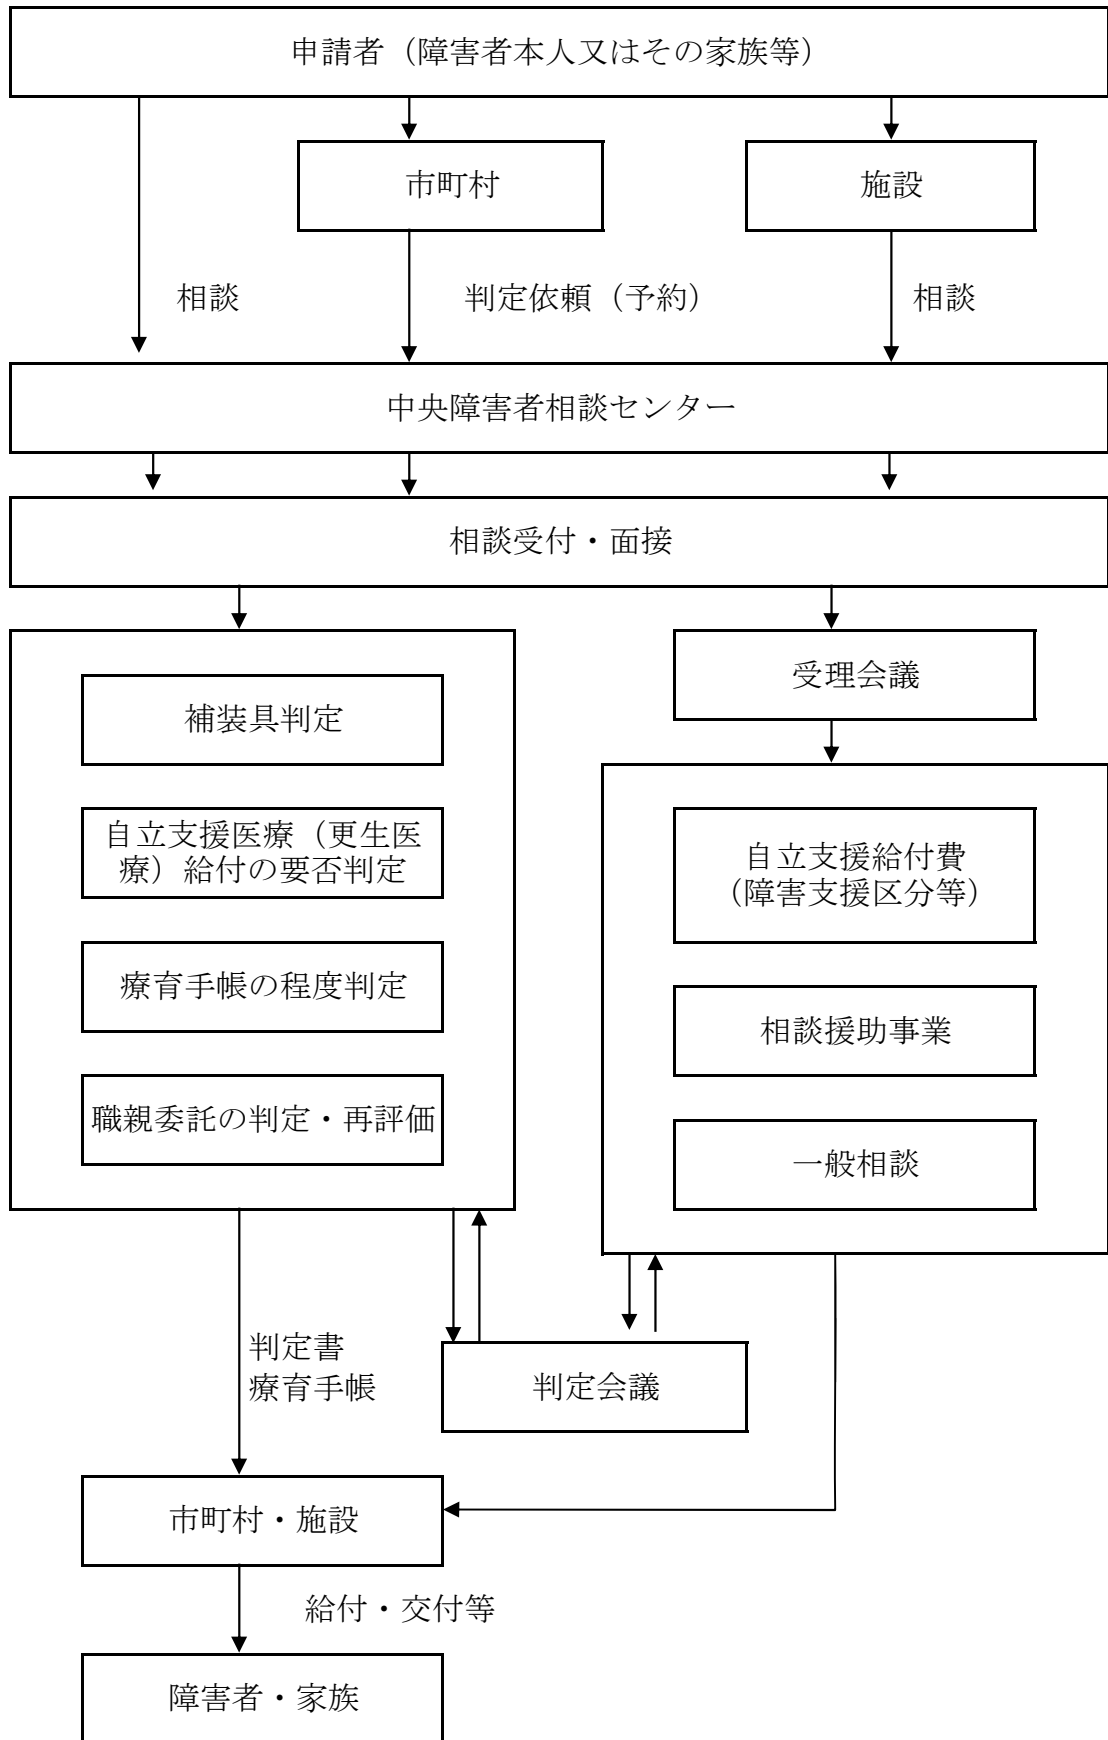 申請者（障害者本人又はその家族等）
市町村
施設
相談
判定依頼（予約）
相談
中央障害者相談センター
相談受付・面接
補装具判定
自立支援医療（更生医
療）給付の要否判定
療育手帳の程度判定
職親委託の判定・再評価
受理会議
自立支援給付費
（障害支援区分等）
相談援助事業
一般相談
判定書
療育手帳
判定会議
市町村・施設
給付・交付等
障害者・家族